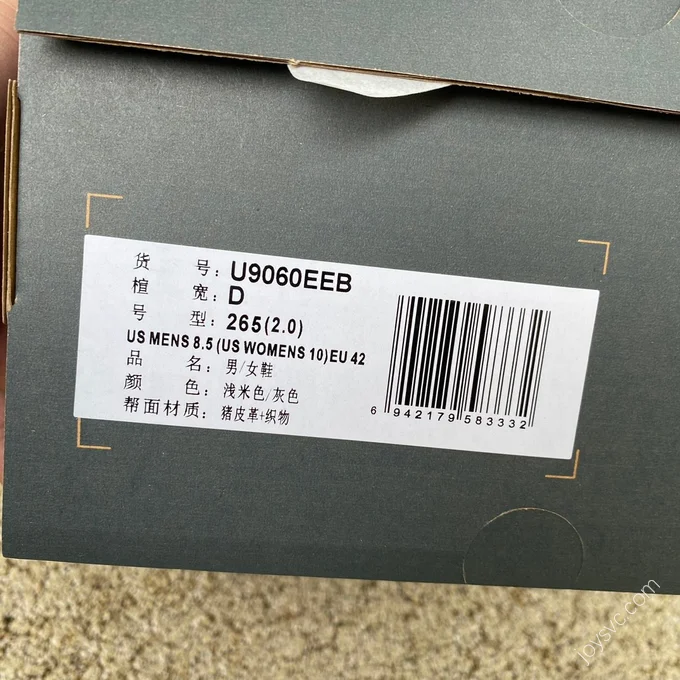 货 号: U9060EEB
楦 宽: D
号 型: 265(2.0)
US MENS 8.5 (US WOMENS 10) EU 42
品 名: 男/女鞋
颜 色: 浅米色/灰色
帮面材质: 猪皮革+织物
6 942179 583332
joysvc.com